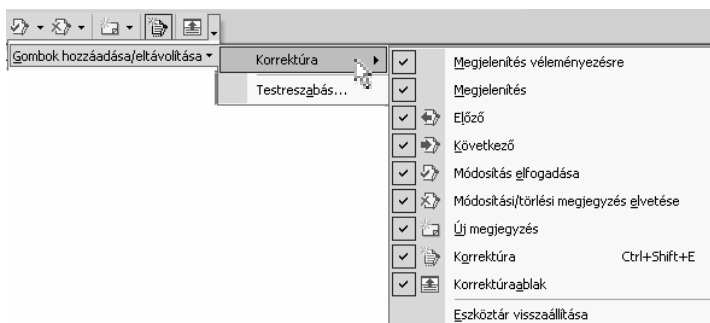 Gombok hozzáadása/eltávolítása
Korrektúra
Testreszabás...
Megjelenítés véleményezésre
Megjelenítés
Előző
Következő
Módosítás elfogadása
Módosítási/törlési megjegyzés elvetése
Új megjegyzés
Korrektúra Ctrl+Shift+E
Korrektúraablak
Eszköztár visszaállítása